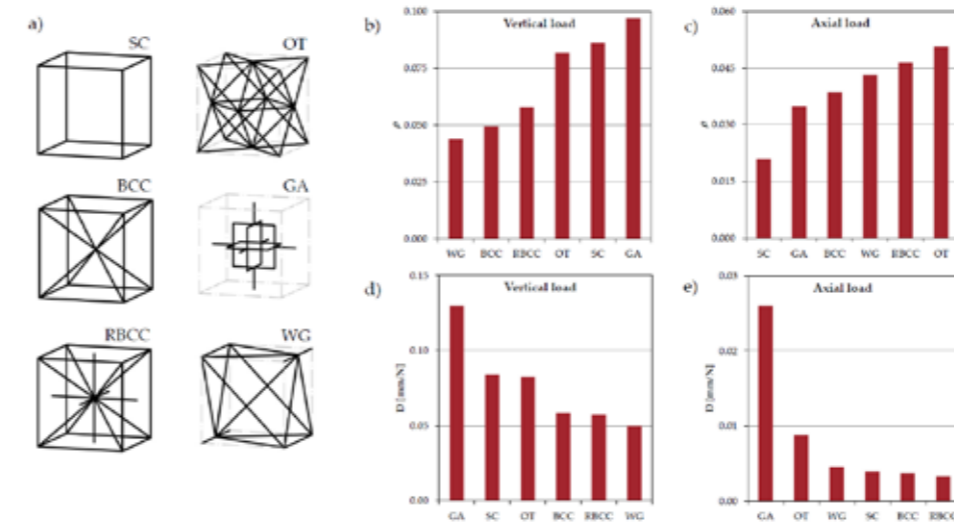 a)
SC
OT
BCC
GA
RBCC
WG
b)
Vertical load
0.100
0.075
0.050
0.025
0.000
WG BCC RBCC OT SC GA
c)
Axial load
0.060
0.045
0.030
0.015
0.000
SC GA BCC WG RBCC OT
d)
Vertical load
D [mm/N]
0.15
0.10
0.05
0.00
GA SC OT BCC RBCC WG
e)
Axial load
D [mm/N]
0.03
0.02
0.01
0.00
GA OT WG SC BCC RBCC